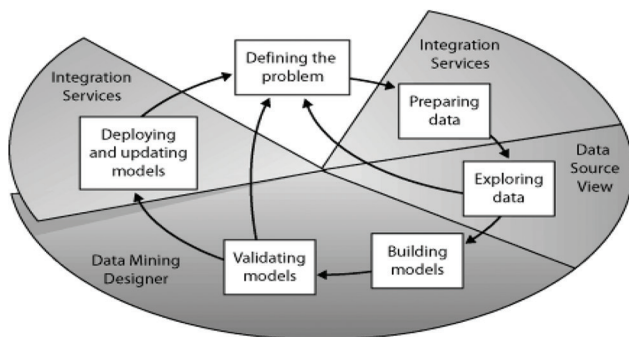 Defining the
problem
Integration
Services
Preparing
data
Data
Source
View
Exploring
data
Building
models
Validating
models
Data Mining
Designer
Deploying
and updating
models
Integration
Services